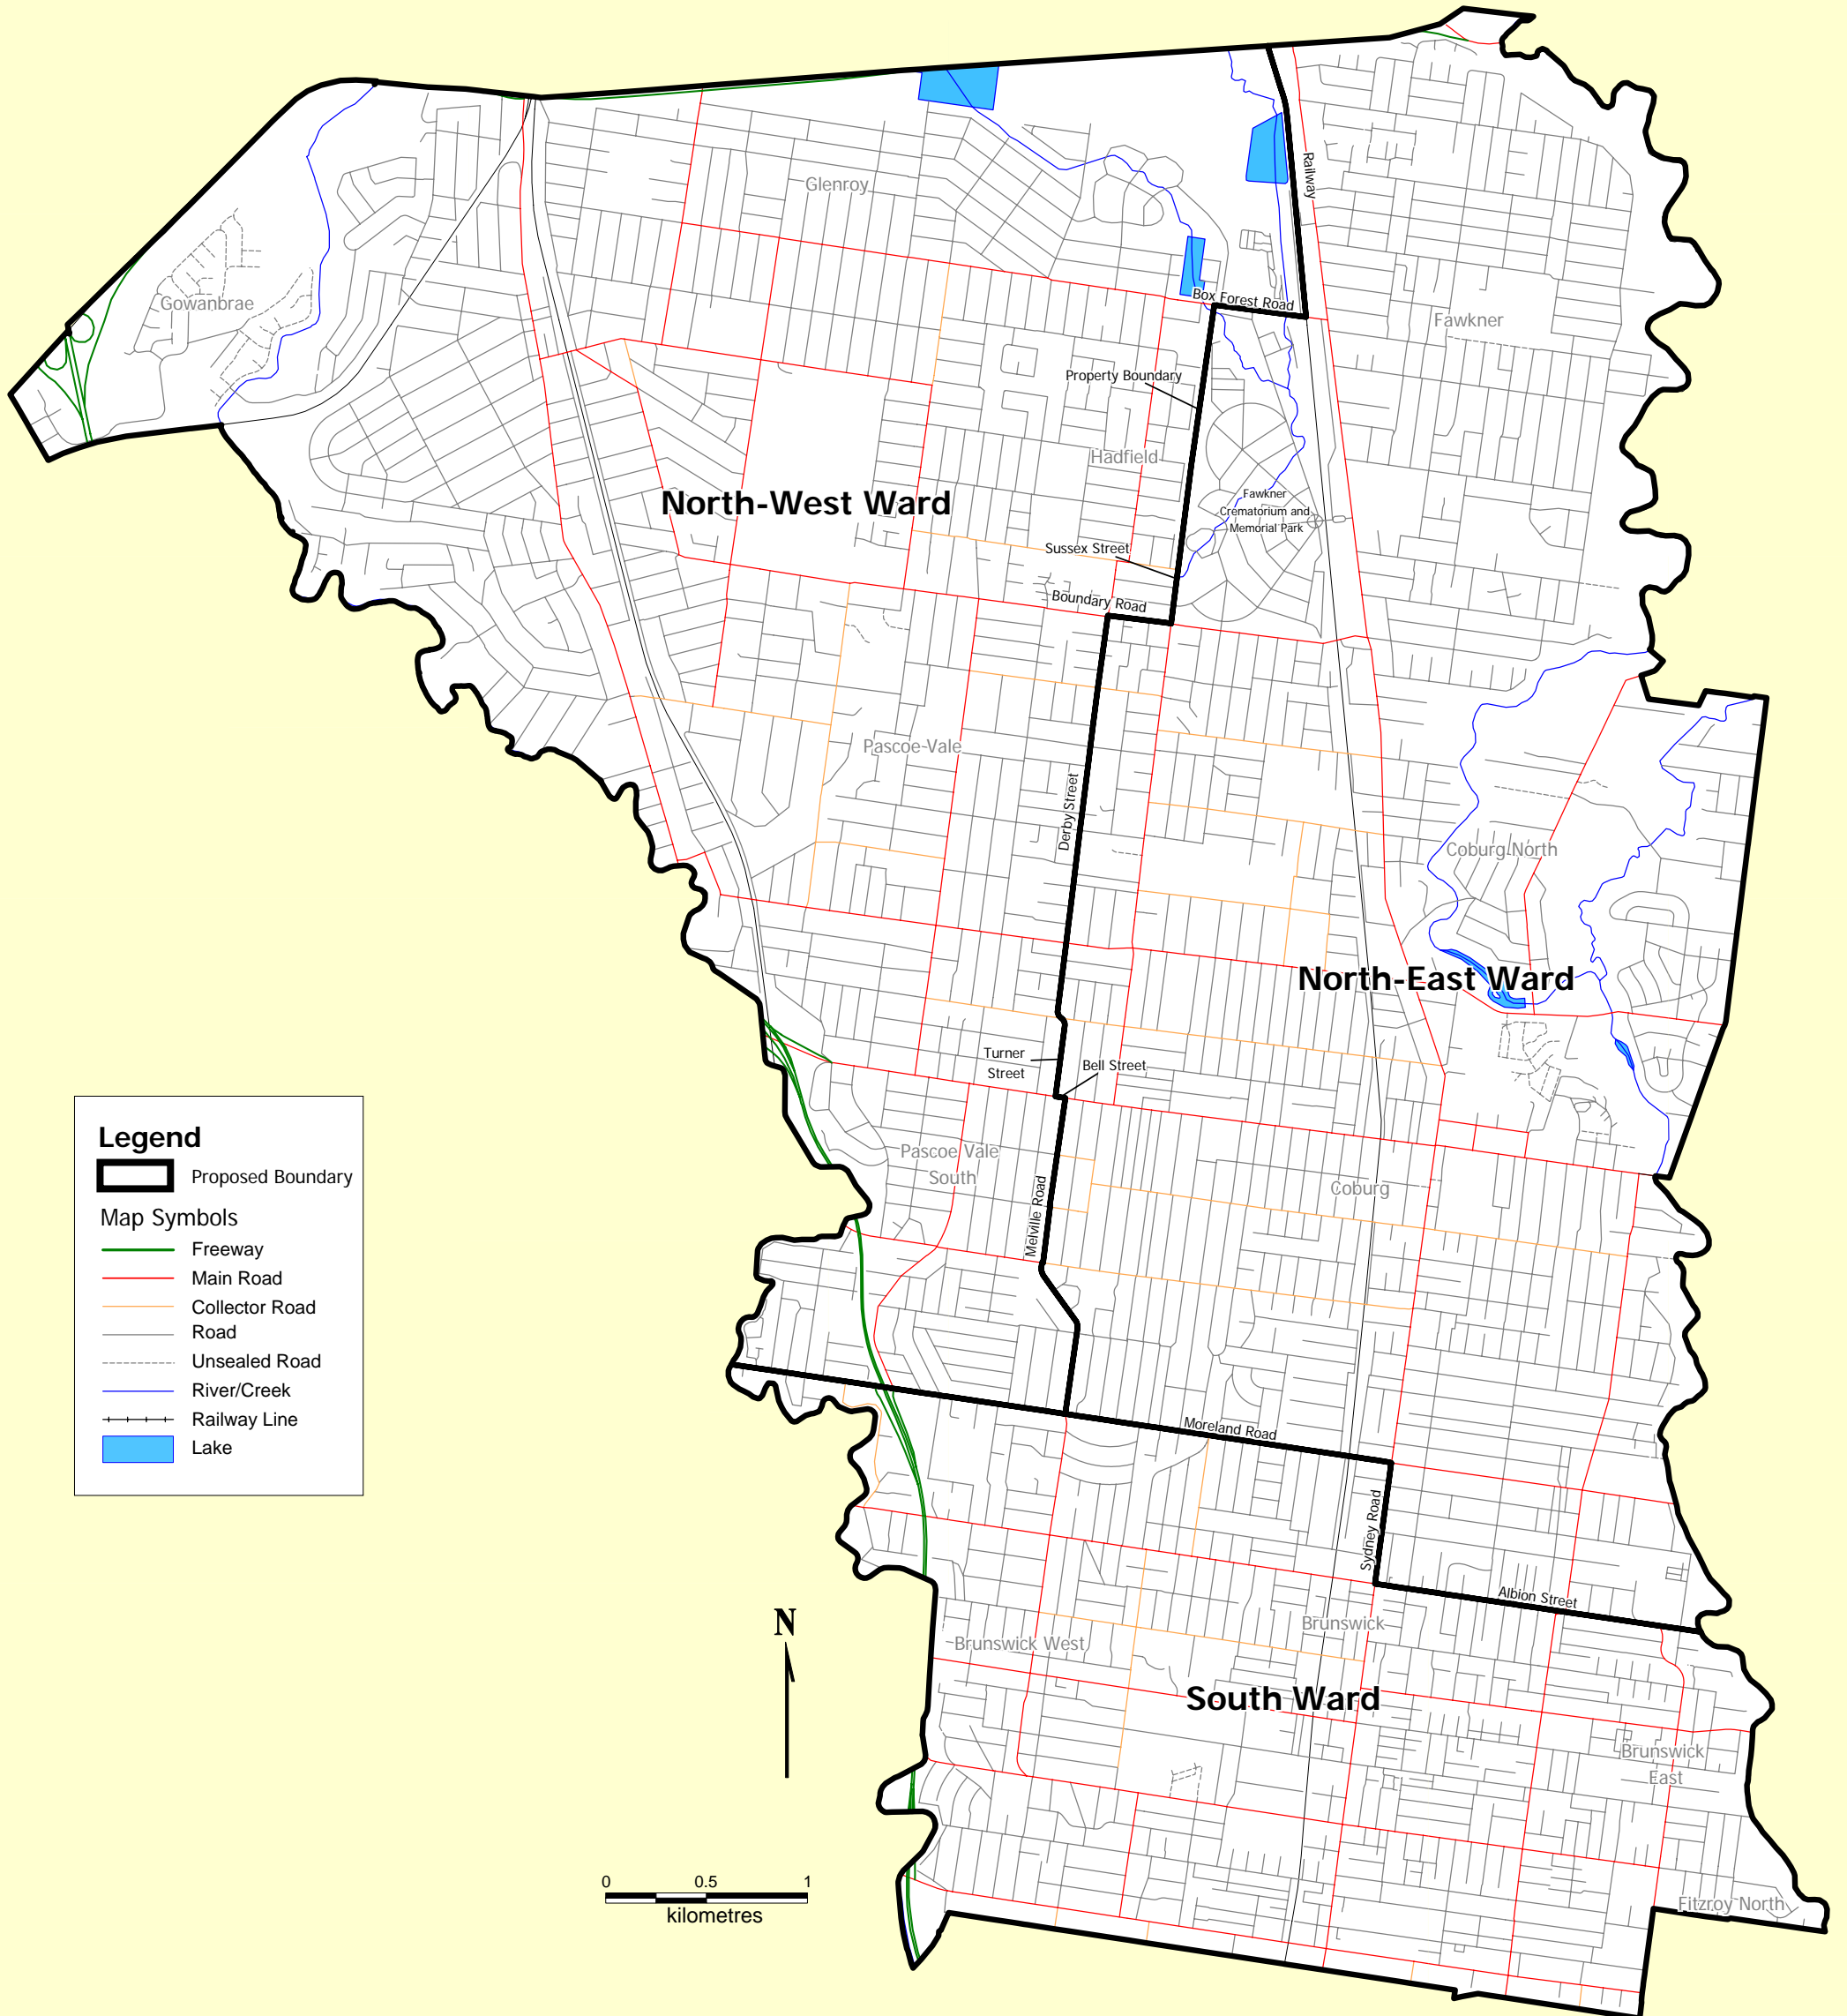 Glenroy
Railway
Gowanbrae
Box Forest Road
Fawkner
Property Boundary
Hadfield
North-West Ward
Fawkner
Crematorium and
Memorial Park
Sussex Street
Boundary Road
Pascoe Vale
Derby Street
Coburg North
North-East Ward
Turner
Street
Bell Street
Pascoe Vale
South
Melville Road
Coburg
Moreland Road
Sydney Road
Albion Street
Brunswick
Brunswick West
South Ward
Brunswick
East
Fitzroy North
Legend
Proposed Boundary
Map Symbols
Freeway
Main Road
Collector Road
Road
Unsealed Road
River/Creek
Railway Line
Lake
N
0 0.5 1
kilometres